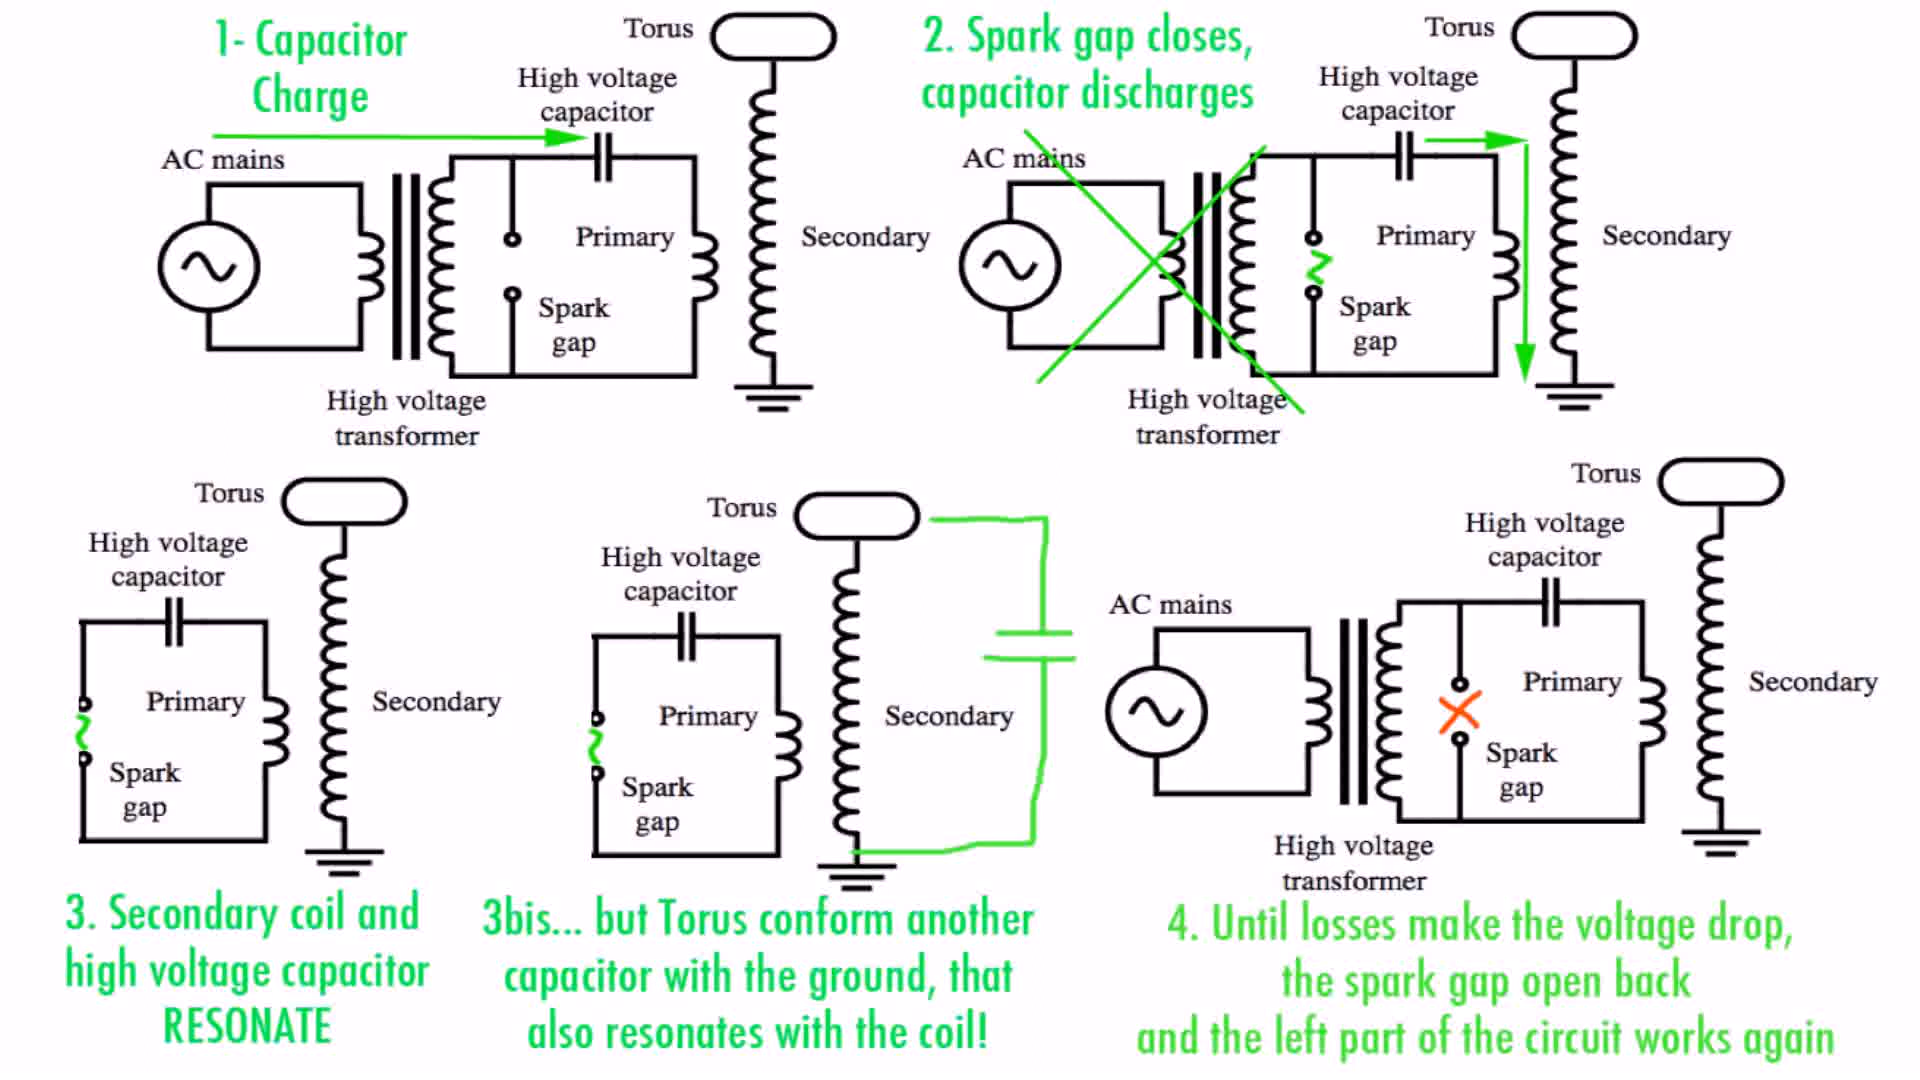 1- Capacitor
Charge
Torus
High voltage
capacitor
AC mains
Primary
Secondary
Spark
gap
High voltage
transformer
2. Spark gap closes,
capacitor discharges
Torus
High voltage
capacitor
AC mains
Primary
Secondary
Spark
gap
High voltage
transformer
Torus
High voltage
capacitor
Primary
Secondary
Spark
gap
3. Secondary coil and
high voltage capacitor
RESONATE
Torus
High voltage
capacitor
Primary
Secondary
Spark
gap
3bis... but Torus conform another
capacitor with the ground, that
also resonates with the coil!
Torus
High voltage
capacitor
AC mains
Primary
Secondary
Spark
gap
High voltage
transformer
4. Until losses make the voltage drop,
the spark gap open back
and the left part of the circuit works again